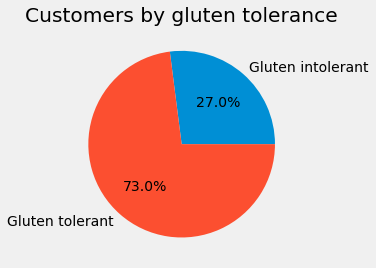 Customers by gluten tolerance
Gluten intolerant
27.0%
73.0%
Gluten tolerant